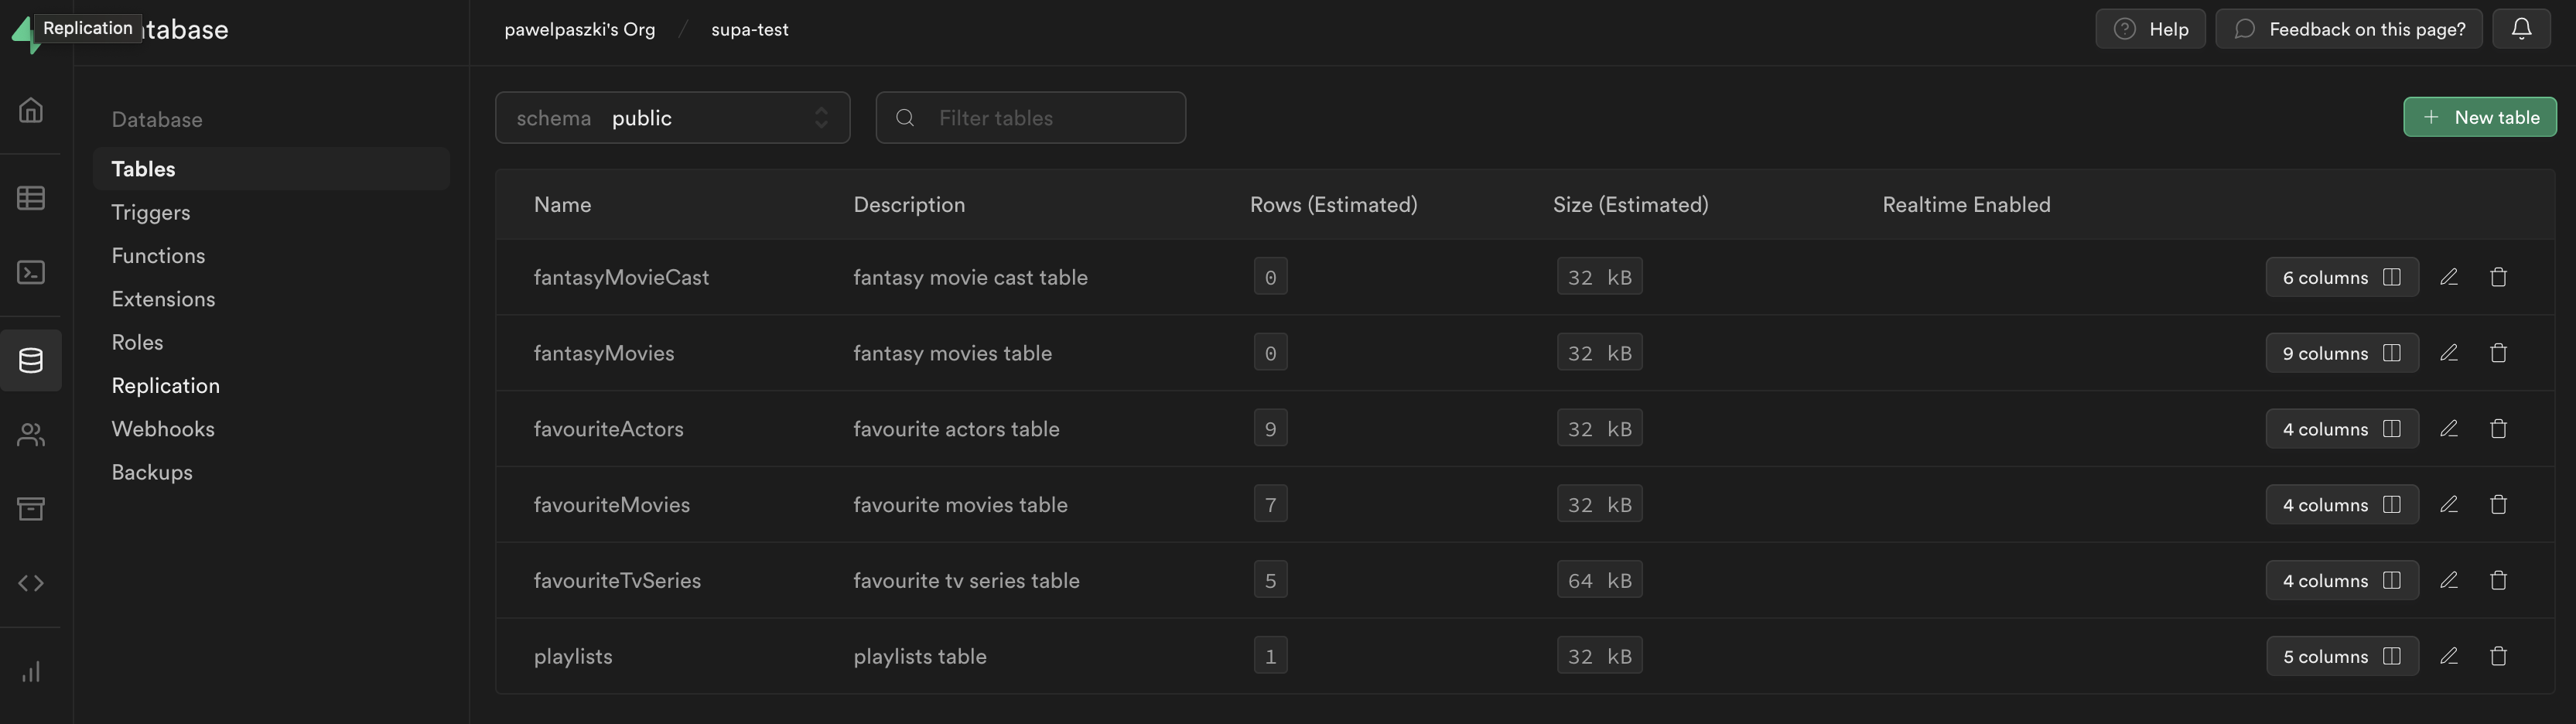 Replication
tabase
pawelpaszki's Org / supa-test
Help
Feedback on this page?
Database
Tables
Triggers
Functions
Extensions
Roles
Replication
Webhooks
Backups
schema public
Filter tables
+ New table
Name Description Rows (Estimated) Size (Estimated) Realtime Enabled
fantasyMovieCast fantasy movie cast table 0 32 kB 6 columns
fantasyMovies fantasy movies table 0 32 kB 9 columns
favouriteActors favourite actors table 9 32 kB 4 columns
favouriteMovies favourite movies table 7 32 kB 4 columns
favouriteTvSeries favourite tv series table 5 64 kB 4 columns
playlists playlists table 1 32 kB 5 columns